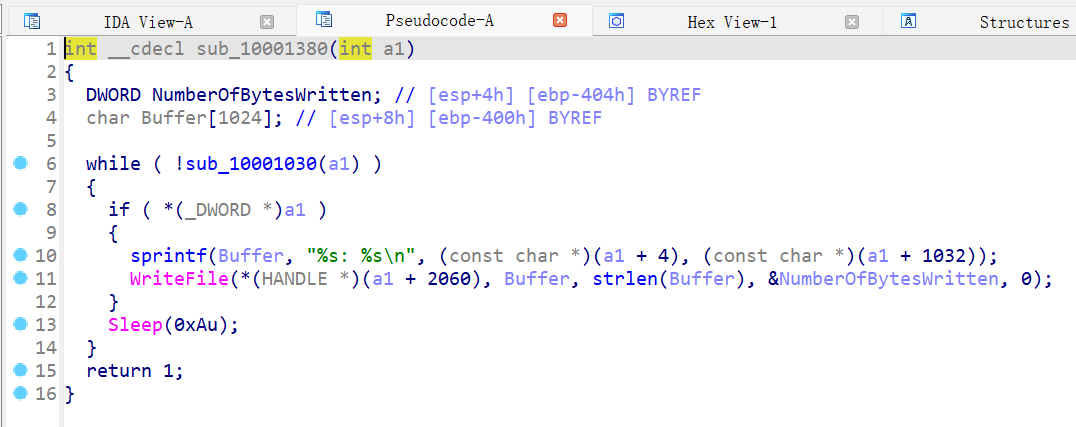 IDA View-A Pseudocode-A Hex View-1 A Structures
1 int __cdecl sub_10001380(int a1)
2 {
3 DWORD NumberOfBytesWritten; // [esp+4h] [ebp-404h] BYREF
4 char Buffer[1024]; // [esp+8h] [ebp-400h] BYREF
5
6 while ( !sub_10001030(a1) )
7 {
8 if ( *(_DWORD *)a1 )
9 {
10 sprintf(Buffer, "%s: %s\n", (const char *)(a1 + 4), (const char *)(a1 + 1032));
11 WriteFile(*(HANDLE *)(a1 + 2060), Buffer, strlen(Buffer), &NumberOfBytesWritten, 0);
12 }
13 Sleep(0xAu);
14 }
15 return 1;
16 }